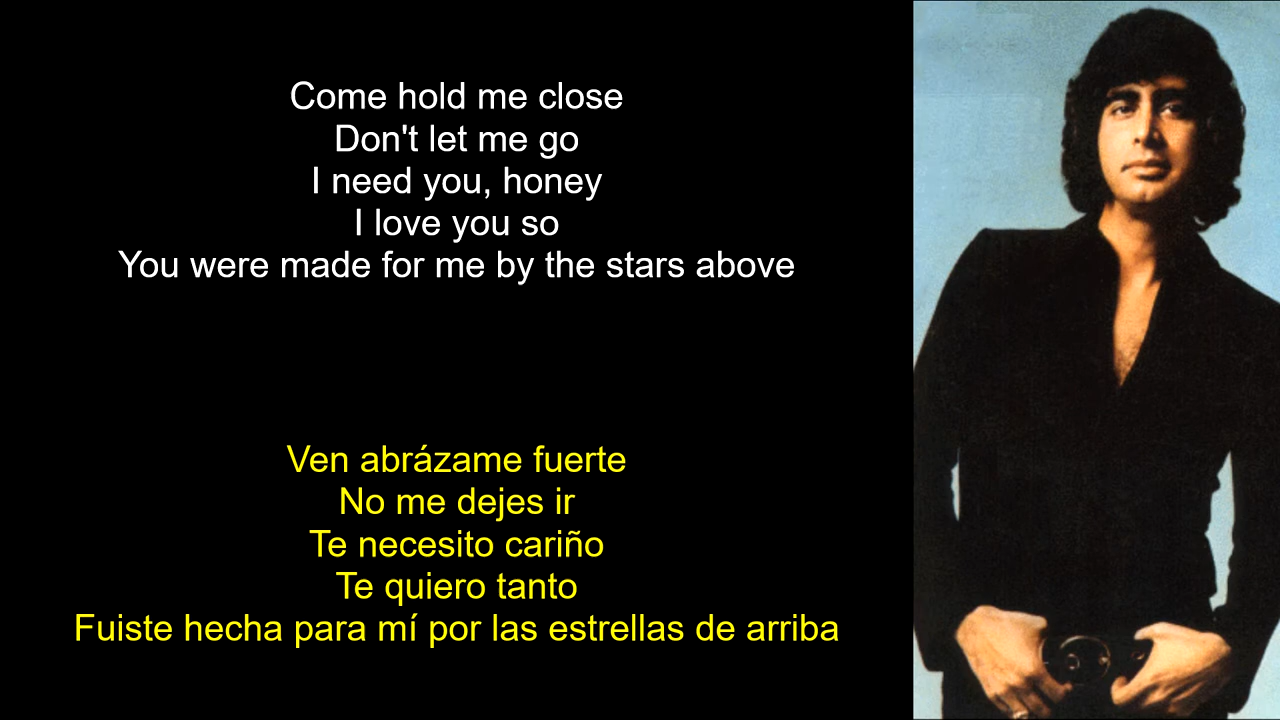 Come hold me close
Don't let me go
I need you, honey
I love you so
You were made for me by the stars above
Ven abrázame fuerte
No me dejes ir
Te necesito cariño
Te quiero tanto
Fuiste hecha para mí por las estrellas de arriba